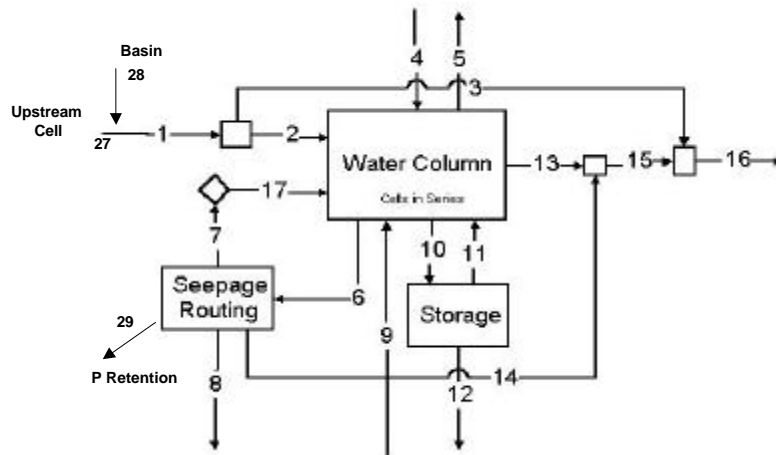 Basin
28
4
5
3
Upstream
Cell
27
1
2
Water Column
Cells in Series
13
15
16
17
7
10
11
6
Seepage
Routing
Storage
29
9
P Retention
8
14
12